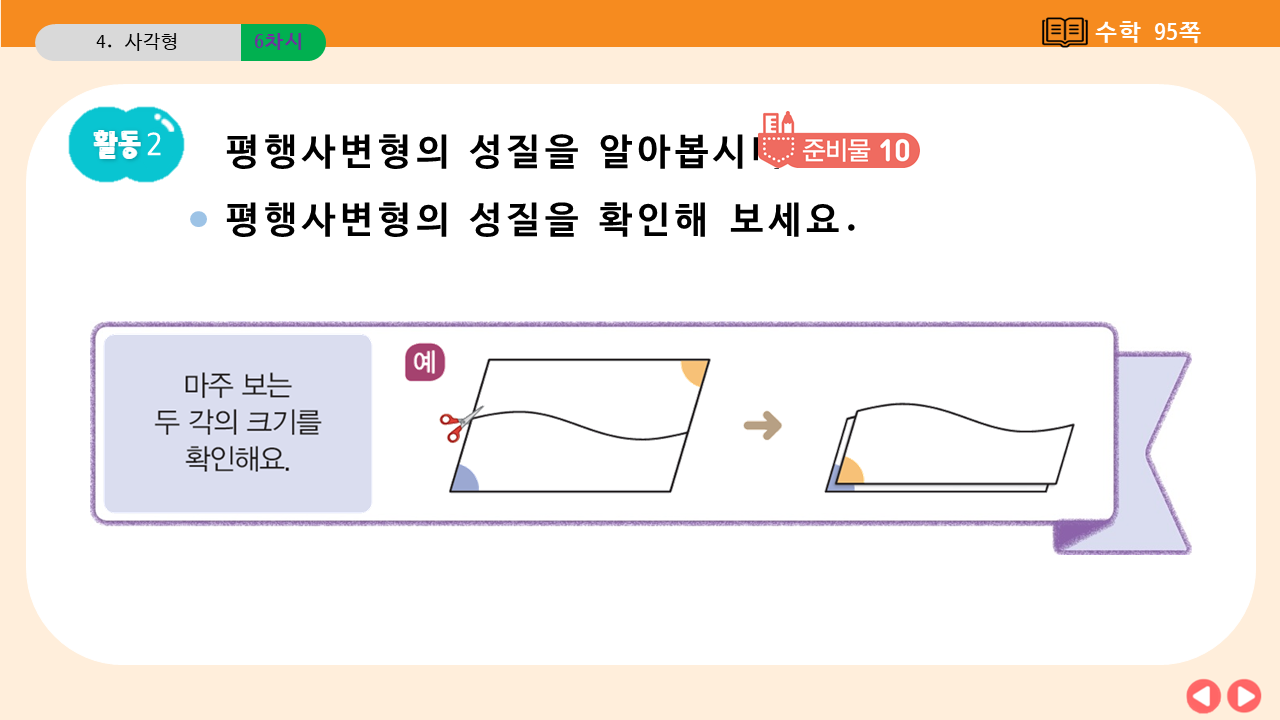 4. 사각형
6차시
수학 95쪽
활동 2
평행사변형의 성질을 알아봅시
준비물 10
평행사변형의 성질을 확인해 보세요.
마주 보는
두 각의 크기를
확인해요.
예